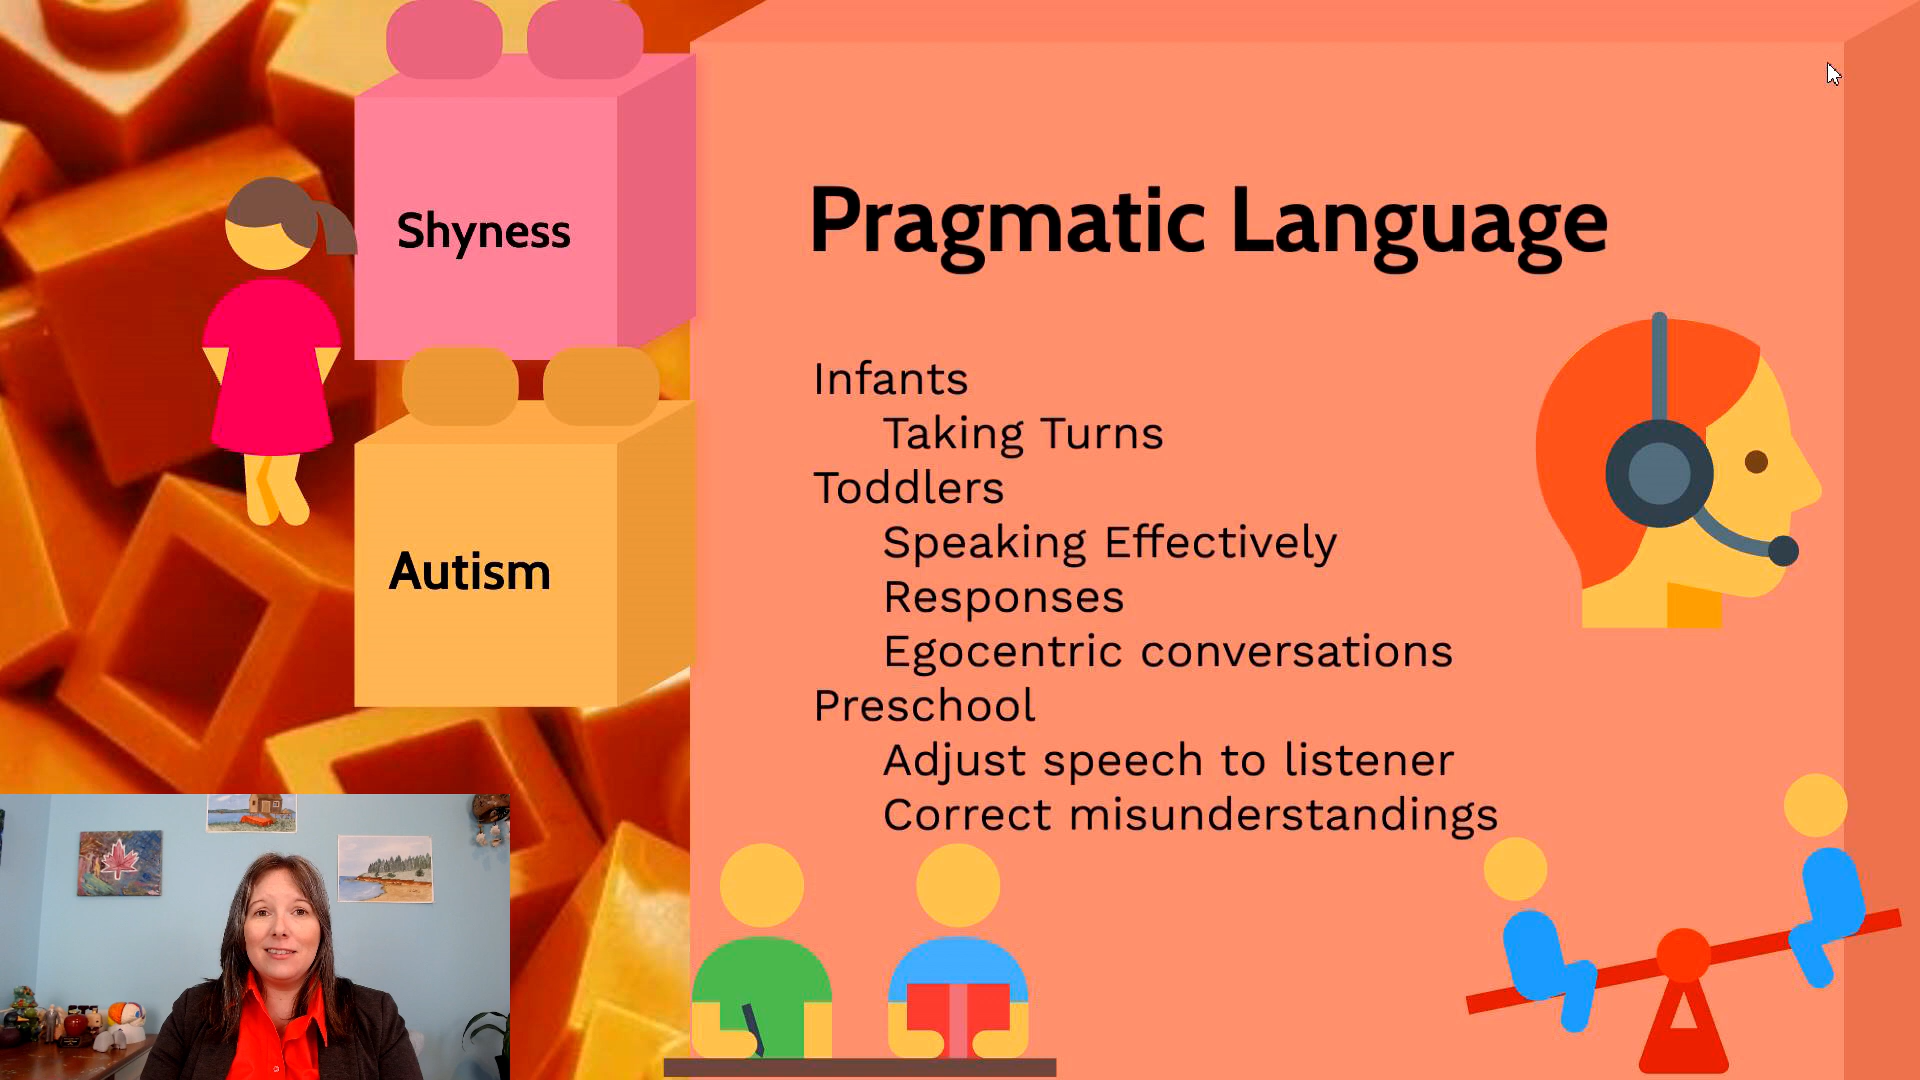 Shyness
Autism
Pragmatic Language
Infants
Taking Turns
Toddlers
Speaking Effectively
Responses
Egocentric conversations
Preschool
Adjust speech to listener
Correct misunderstandings